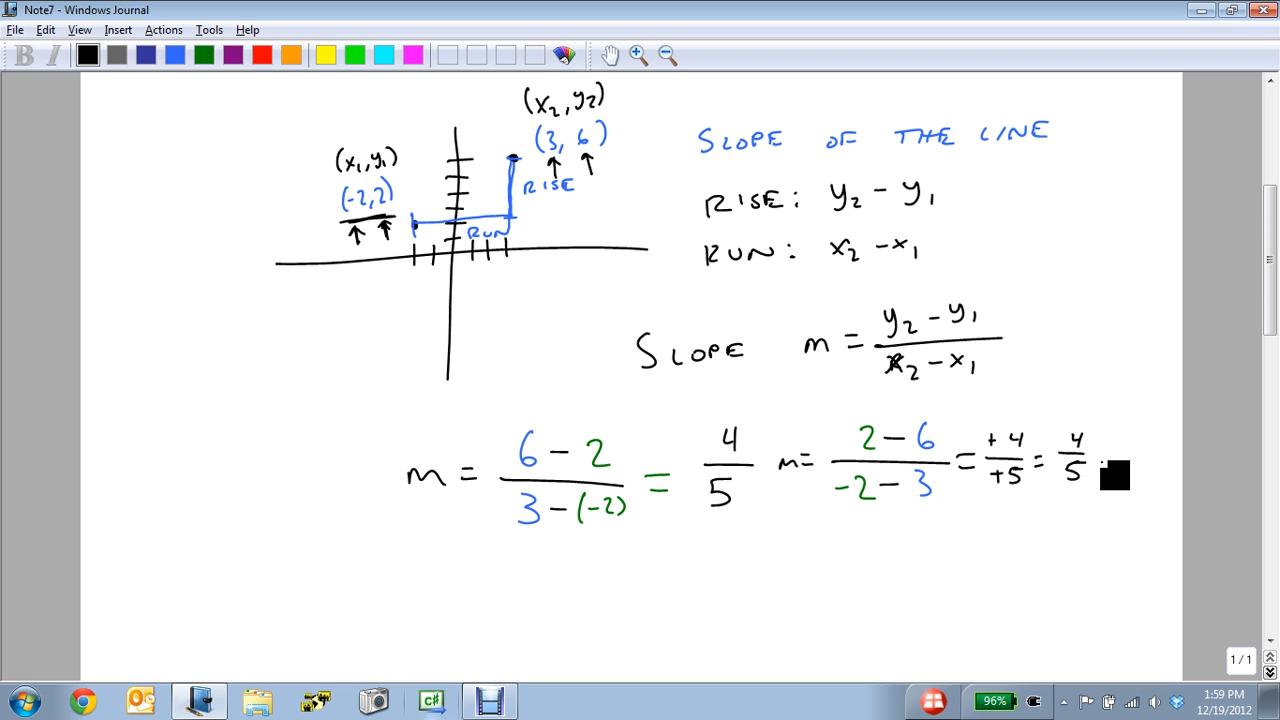 Note7 - Windows Journal
File Edit View Insert Actions Tools Help
B I
(x2, y2)
(3, 6)
(x1, y1)
(-2, 2)
RISE
RUN
SLOPE OF THE LINE
RISE: y2 - y1
RUN: x2 - x1
SLOPE m = y2 - y1 / x2 - x1
m = 6 - 2 / 3 - (-2) = 4 / 5
m = 2 - 6 / -2 - 3 = +4 / +5 = 4 / 5
1 / 1
96%
1:59 PM
12/19/2012